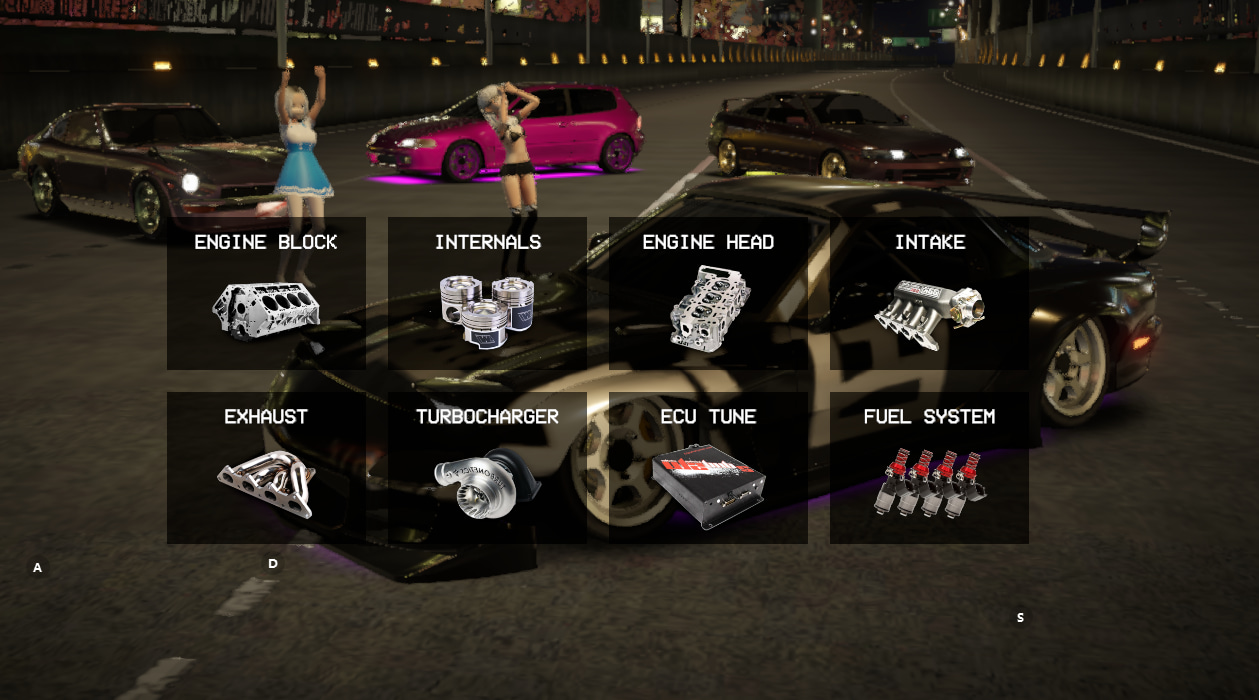 ENGINE BLOCK
INTERNALS
ENGINE HEAD
INTAKE
EXHAUST
TURBOCHARGER
ECU TUNE
FUEL SYSTEM
A
D
S